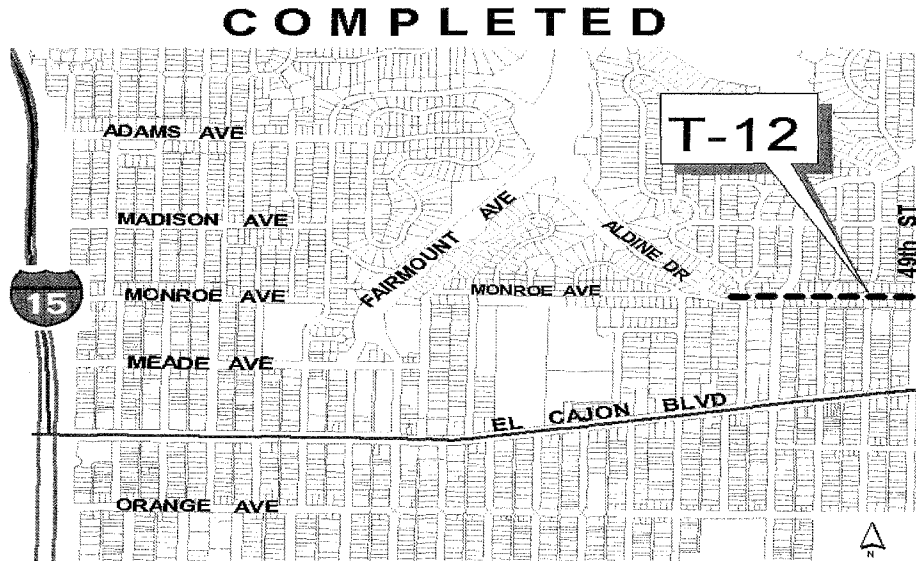 COMPLETED
ADAMS AVE
T-12
MADISON AVE
FAIRMOUNT AVE
ALDINE DR
49th ST
15
MONROE AVE
MONROE AVE
MEADE AVE
EL CAJON BLVD
ORANGE AVE
N